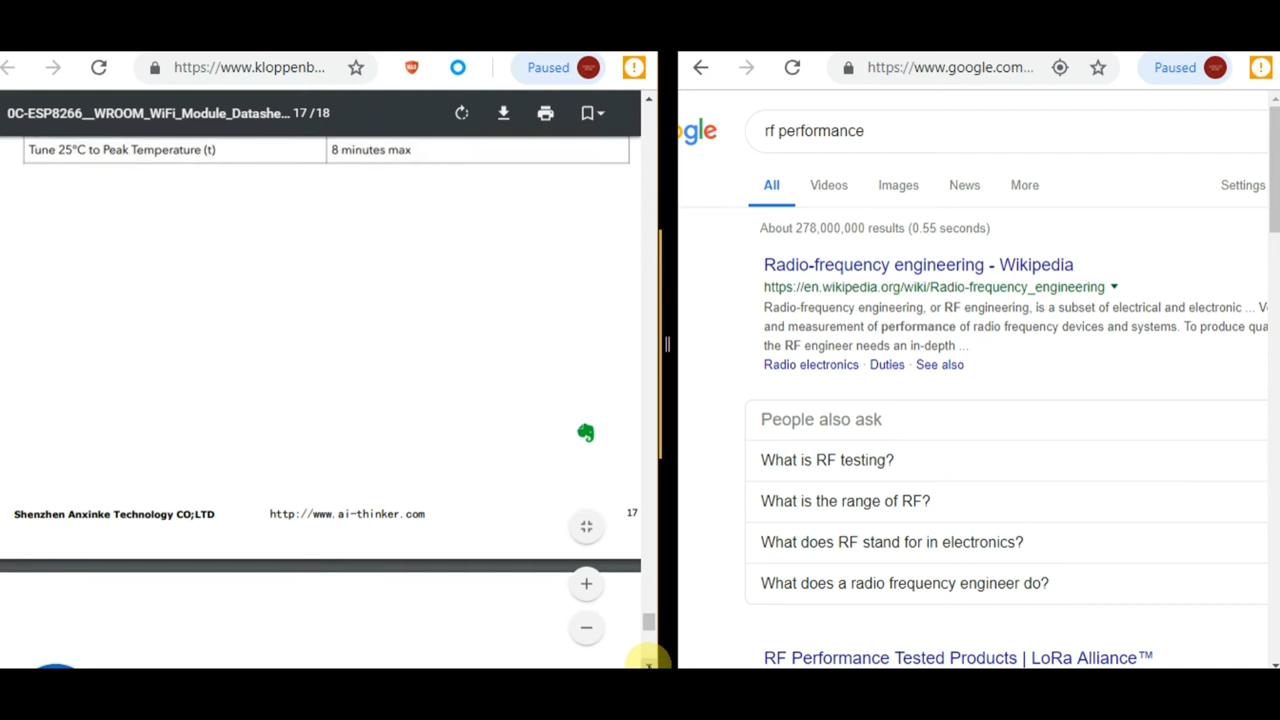 https://www.kloppenb...
Paused
0C-ESP8266__WROOM_WiFi_Module_Datashe... 17 / 18
Tune 25°C to Peak Temperature (t)
8 minutes max
Shenzhen Anxinke Technology CO;LTD
http://www.ai-thinker.com
17
https://www.google.com...
Paused
ogle
rf performance
All
Videos
Images
News
More
Settings
About 278,000,000 results (0.55 seconds)
Radio-frequency engineering - Wikipedia
https://en.wikipedia.org/wiki/Radio-frequency_engineering
Radio-frequency engineering, or RF engineering, is a subset of electrical and electronic ... V
and measurement of performance of radio frequency devices and systems. To produce qua
the RF engineer needs an in-depth ...
Radio electronics · Duties · See also
People also ask
What is RF testing?
What is the range of RF?
What does RF stand for in electronics?
What does a radio frequency engineer do?
RF Performance Tested Products | LoRa Alliance™